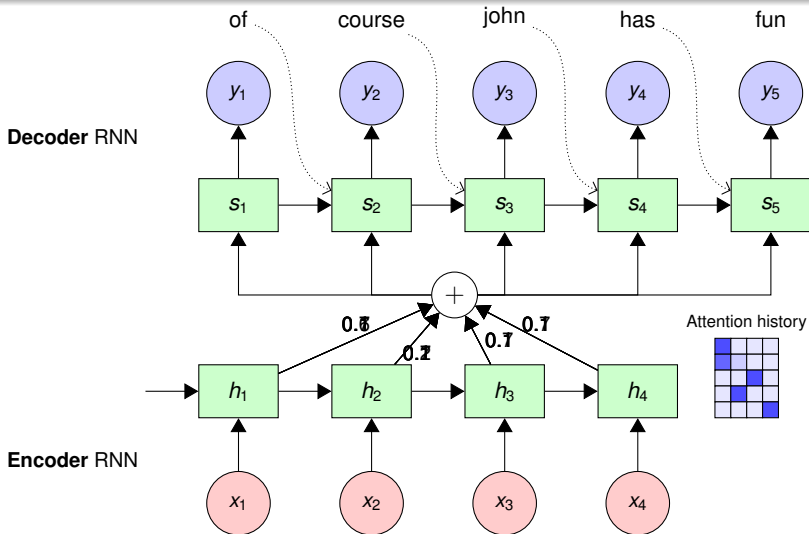 of course john has fun
y1 y2 y3 y4 y5
Decoder RNN
s1 s2 s3 s4 s5
+
Attention history
h1 h2 h3 h4
Encoder RNN
x1 x2 x3 x4